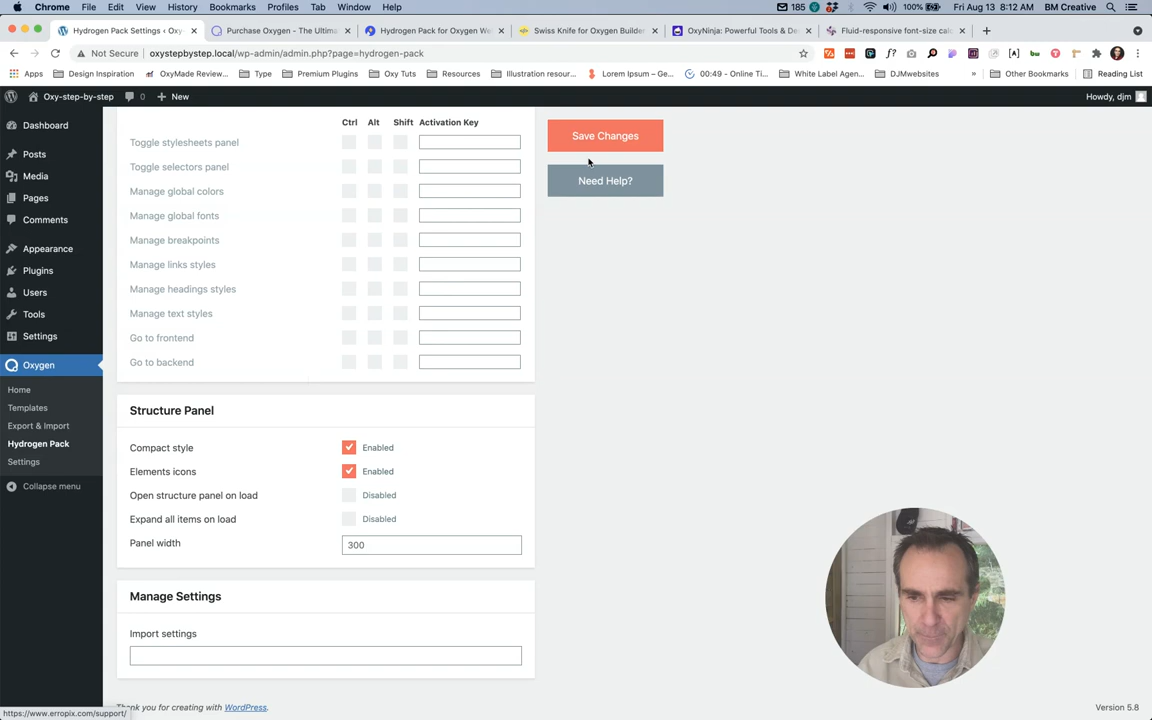 Chrome File Edit View History Bookmarks Profiles Tab Window Help
185 100% Fri Aug 13 8:12 AM BM Creative
Hydrogen Pack Settings ‹ Oxy-
Purchase Oxygen - The Ultima
Hydrogen Pack for Oxygen We
Swiss Knife for Oxygen Builder
OxyNinja: Powerful Tools & De
Fluid-responsive font-size calc
Not Secure oxystepbystep.local/wp-admin/admin.php?page=hydrogen-pack
Apps Design Inspiration OxyMade Review... Type Premium Plugins Oxy Tuts Resources Illustration resour... Lorem Ipsum – Ge... 00:49 - Online Ti... White Label Agen... DJMwebsites » Other Bookmarks Reading List
Oxy-step-by-step 0 New Howdy, djm
Dashboard
Posts
Media
Pages
Comments
Appearance
Plugins
Users
Tools
Settings
Oxygen
Home
Templates
Export & Import
Hydrogen Pack
Settings
Collapse menu
Ctrl Alt Shift Activation Key
Toggle stylesheets panel
Toggle selectors panel
Manage global colors
Manage global fonts
Manage breakpoints
Manage links styles
Manage headings styles
Manage text styles
Go to frontend
Go to backend
Save Changes
Need Help?
Structure Panel
Compact style Enabled
Elements icons Enabled
Open structure panel on load Disabled
Expand all items on load Disabled
Panel width 300
Manage Settings
Import settings
Thank you for creating with WordPress.
Version 5.8
https://www.erropix.com/support/